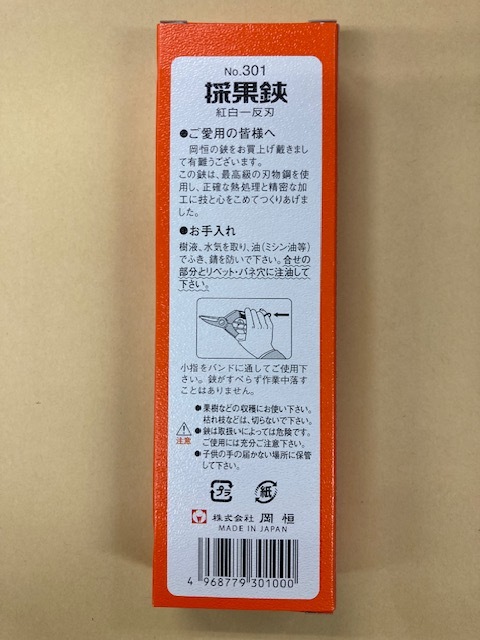 No.301
採果鋏
紅白一反刃
●ご愛用の皆様へ
岡恒の鋏をお買上げ戴きまし
て有難うございます。
この鋏は、最高級の刃物鋼を使
用し、正確な熱処理と精密な加
工に技と心をこめてつくりあげま
した。
●お手入れ
樹液、水気を取り、油(ミシン油等)
でふき、錆を防いで下さい。合せの
部分とリベット・バネ穴に注油して
下さい。
小指をバンドに通してご使用下
さい。鋏がすべらず作業中落す
ことはありません。
●果樹などの収穫にお使い下さい。
枯れ枝などは、切らないで下さい。
●鋏は取扱いによっては危険です。
ご使用には充分ご注意下さい。
●子供の手の届かない場所に保管
して下さい。
注意
プラ
紙
株式会社 岡恒
MADE IN JAPAN
4 968779 301000